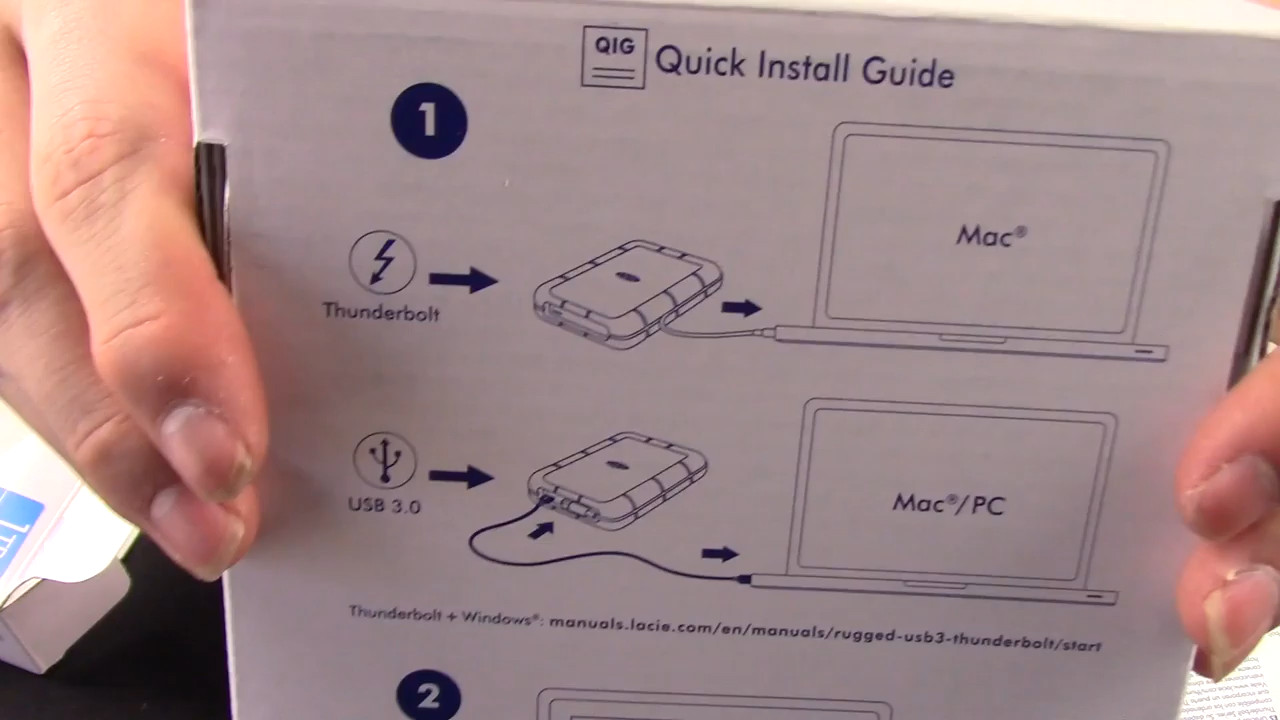 QIG
Quick Install Guide
1
Mac®
Thunderbolt
USB 3.0
Mac®/PC
Thunderbolt + Windows®: manuals.lacie.com/en/manuals/rugged-usb3-thunderbolt/start
2